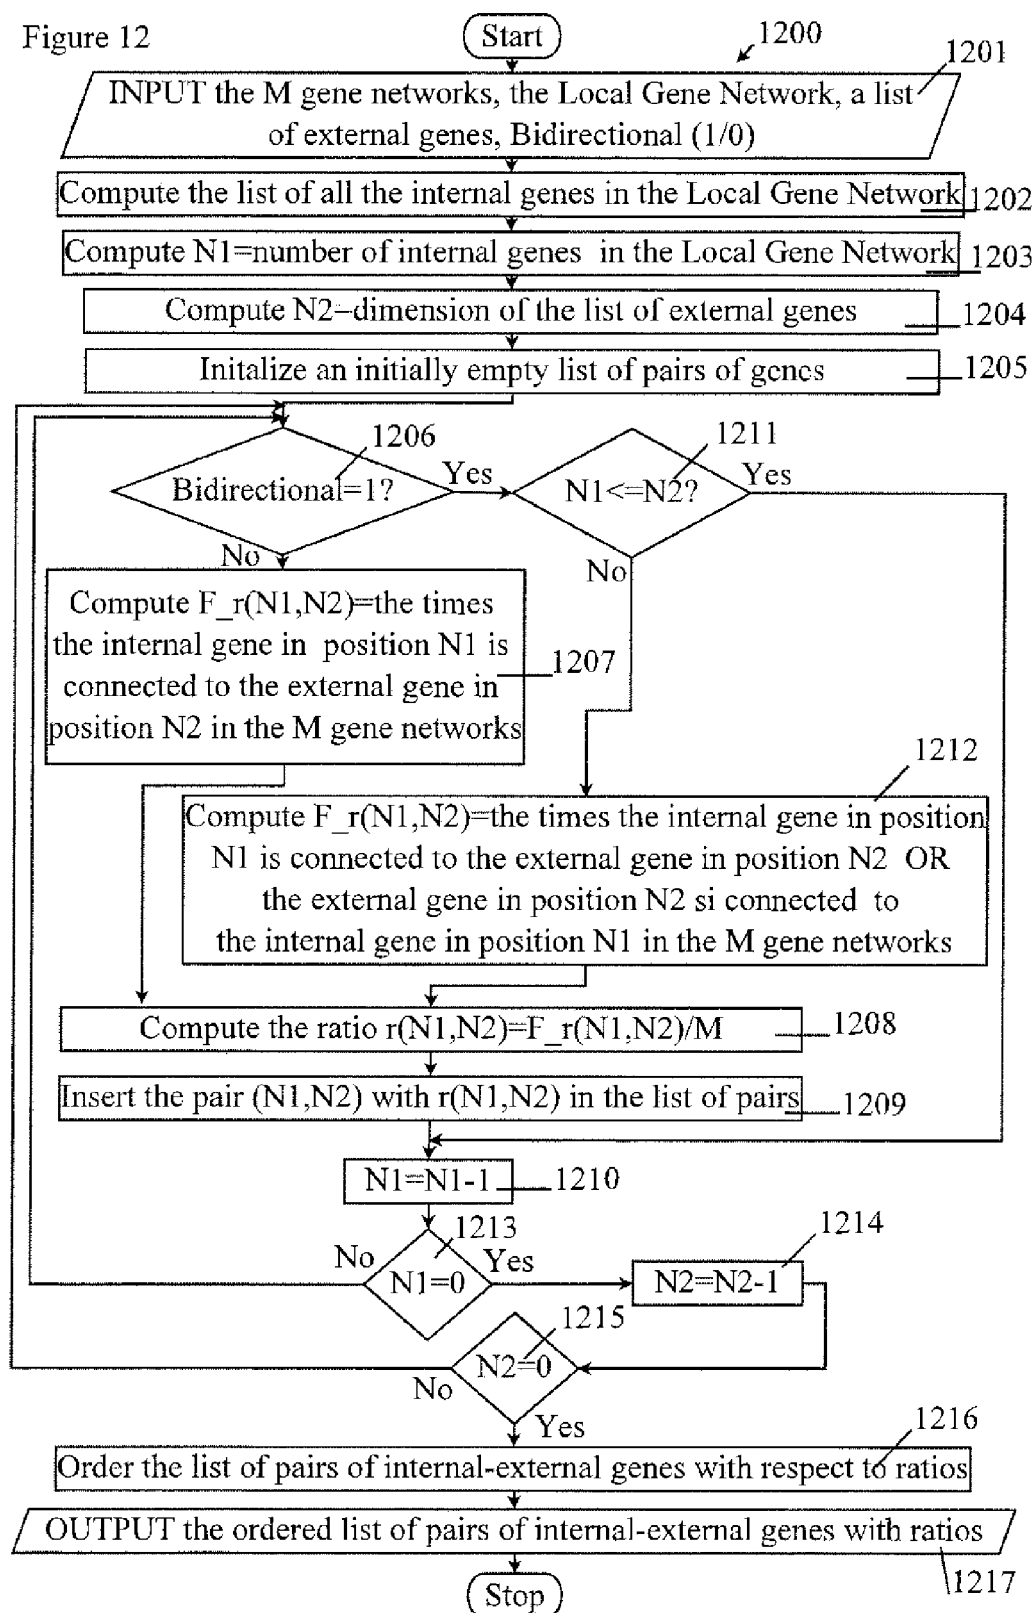 Figure 12
Start
1200
1201
INPUT the M gene networks, the Local Gene Network, a list
of external genes, Bidirectional (1/0)
Compute the list of all the internal genes in the Local Gene Network
1202
Compute N1=number of internal genes in the Local Gene Network
1203
Compute N2=dimension of the list of external genes
1204
Initalize an initially empty list of pairs of genes
1205
1206
Bidirectional=1?
Yes
1211
N1<=N2?
Yes
No
No
Compute F_r(N1,N2)=the times
the internal gene in position N1 is
connected to the external gene in
position N2 in the M gene networks
1207
1212
Compute F_r(N1,N2)=the times the internal gene in position
N1 is connected to the external gene in position N2 OR
the external gene in position N2 si connected to
the internal gene in position N1 in the M gene networks
Compute the ratio r(N1,N2)=F_r(N1,N2)/M
1208
Insert the pair (N1,N2) with r(N1,N2) in the list of pairs
1209
N1=N1-1
1210
1213
No
N1=0
Yes
1214
N2=N2-1
1215
N2=0
No
Yes
1216
Order the list of pairs of internal-external genes with respect to ratios
OUTPUT the ordered list of pairs of internal-external genes with ratios
1217
Stop